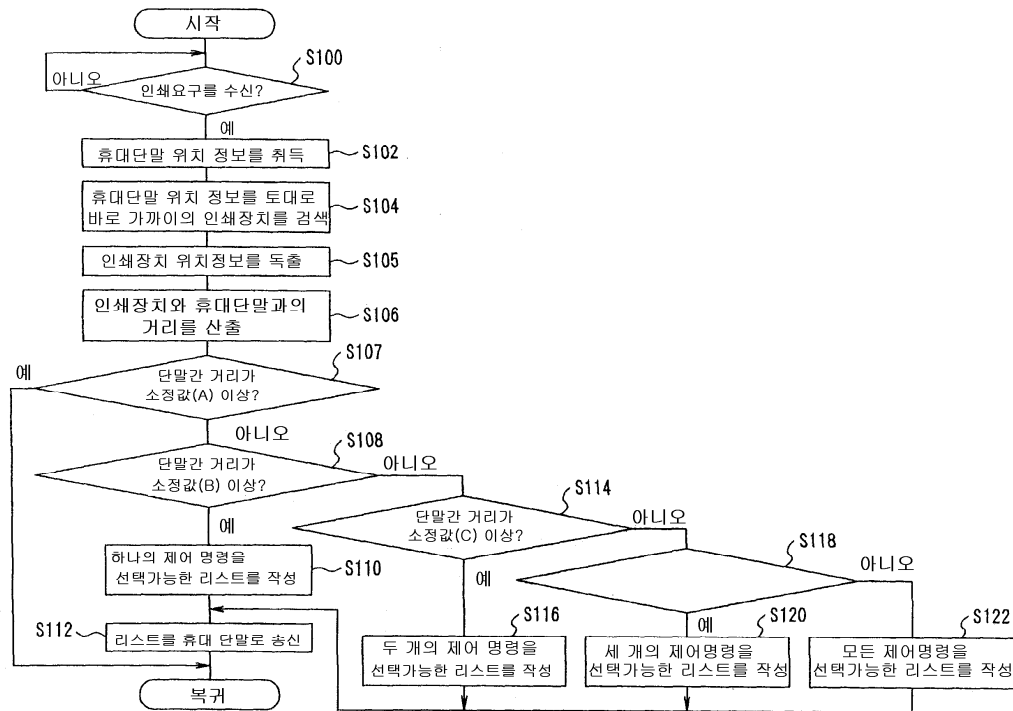 시작
S100
아니오
인쇄요구를 수신?
예
휴대단말 위치 정보를 취득
S102
휴대단말 위치 정보를 토대로
바로 가까이의 인쇄장치를 검색
S104
인쇄장치 위치정보를 독출
S105
인쇄장치와 휴대단말과의
거리를 산출
S106
S107
예
단말간 거리가
소정값(A) 이상?
아니오
S108
단말간 거리가
소정값(B) 이상?
아니오
예
S114
단말간 거리가
소정값(C) 이상?
아니오
예
S118
아니오
예
하나의 제어 명령을
선택가능한 리스트를 작성
S110
S112
리스트를 휴대 단말로 송신
S116
두 개의 제어 명령을
선택가능한 리스트를 작성
S120
세 개의 제어명령을
선택가능한 리스트를 작성
S122
모든 제어명령을
선택가능한 리스트를 작성
복귀